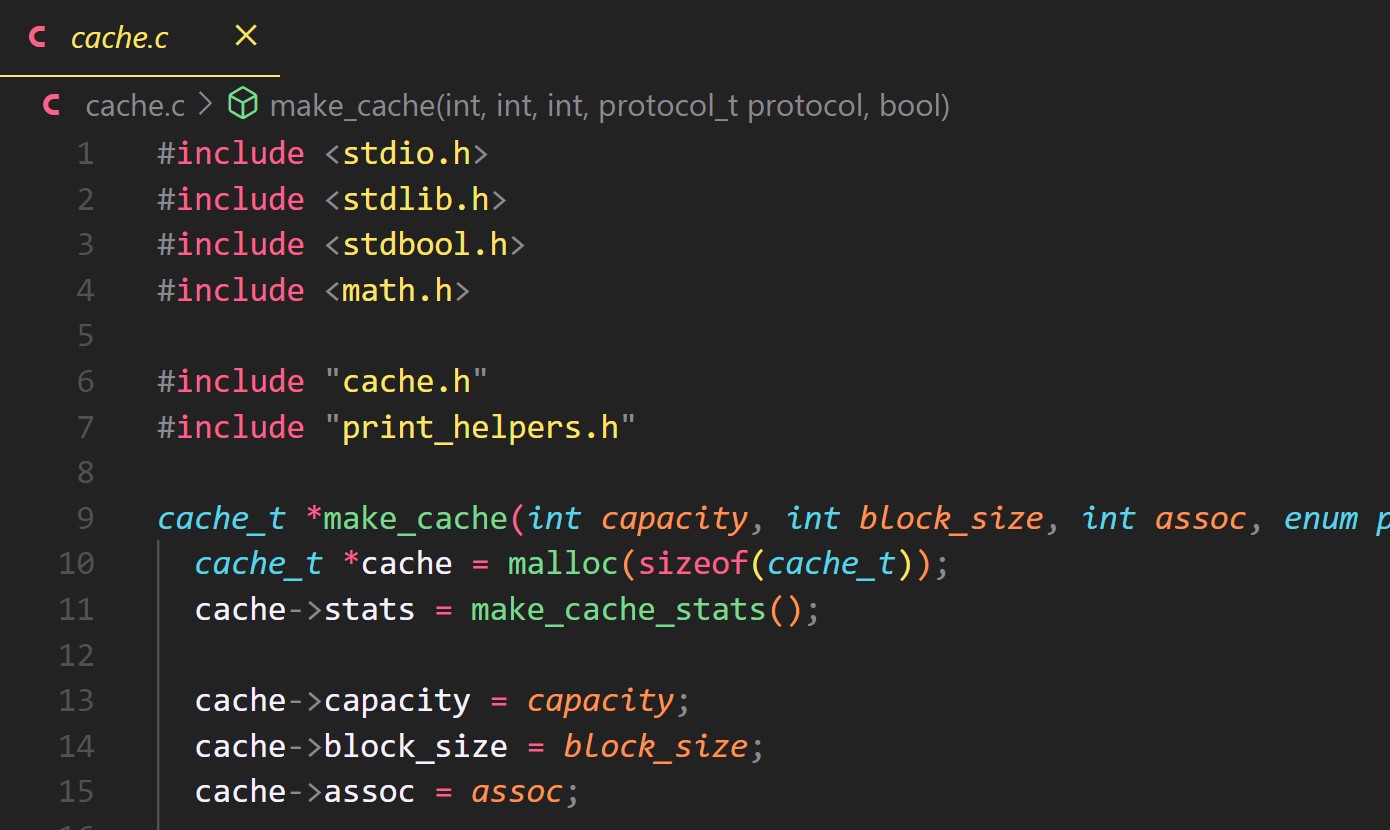 cache.c
cache.c > make_cache(int, int, int, protocol_t protocol, bool)
1 #include <stdio.h>
2 #include <stdlib.h>
3 #include <stdbool.h>
4 #include <math.h>
5
6 #include "cache.h"
7 #include "print_helpers.h"
8
9 cache_t *make_cache(int capacity, int block_size, int assoc, enum p
10 cache_t *cache = malloc(sizeof(cache_t));
11 cache->stats = make_cache_stats();
12
13 cache->capacity = capacity;
14 cache->block_size = block_size;
15 cache->assoc = assoc;